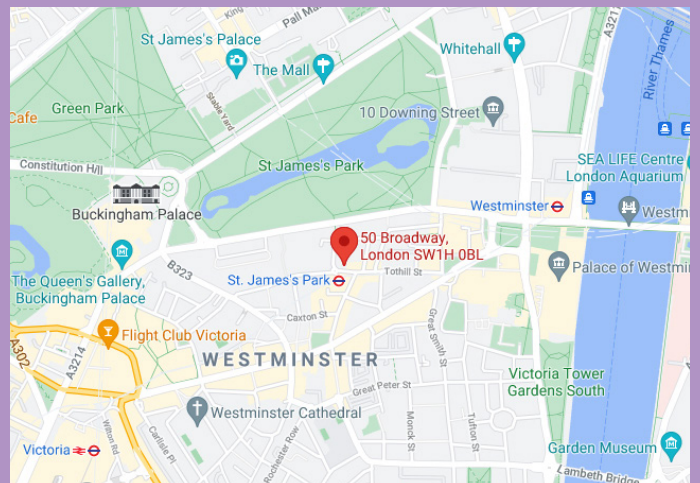 King
Pall Mall
A321
St James's Palace
Whitehall
The Mall
River Thames
Stable Yard
Green Park
Cafe
10 Downing Street
Constitution Hill
St James's Park
SEA LIFE Centre
London Aquarium
Buckingham Palace
Westminster
Westm
50 Broadway,
London SW1H 0BL
B323
Tothill St
Palace of Westmin
The Queen's Gallery,
Buckingham Palace
St. James's Park
Caxton St
Great Smith St
A302
A3214
Flight Club Victoria
WESTMINSTER
Victoria Tower
Gardens South
Great Peter St
Westminster Cathedral
Monck St
Tufton St
Wilton Rd
Carlisle Pl
Rochester Row
Victoria
Garden Museum
Lambeth Bridge